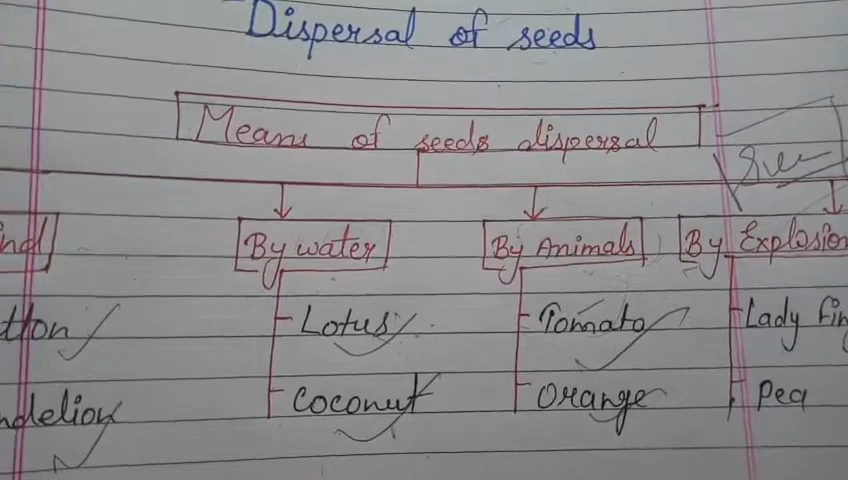 Dispersal of seeds
Means of seeds dispersal
By water By Animals By Explosion
Lotus Tomato Lady Fin
ndelion Coconut Orange Pea